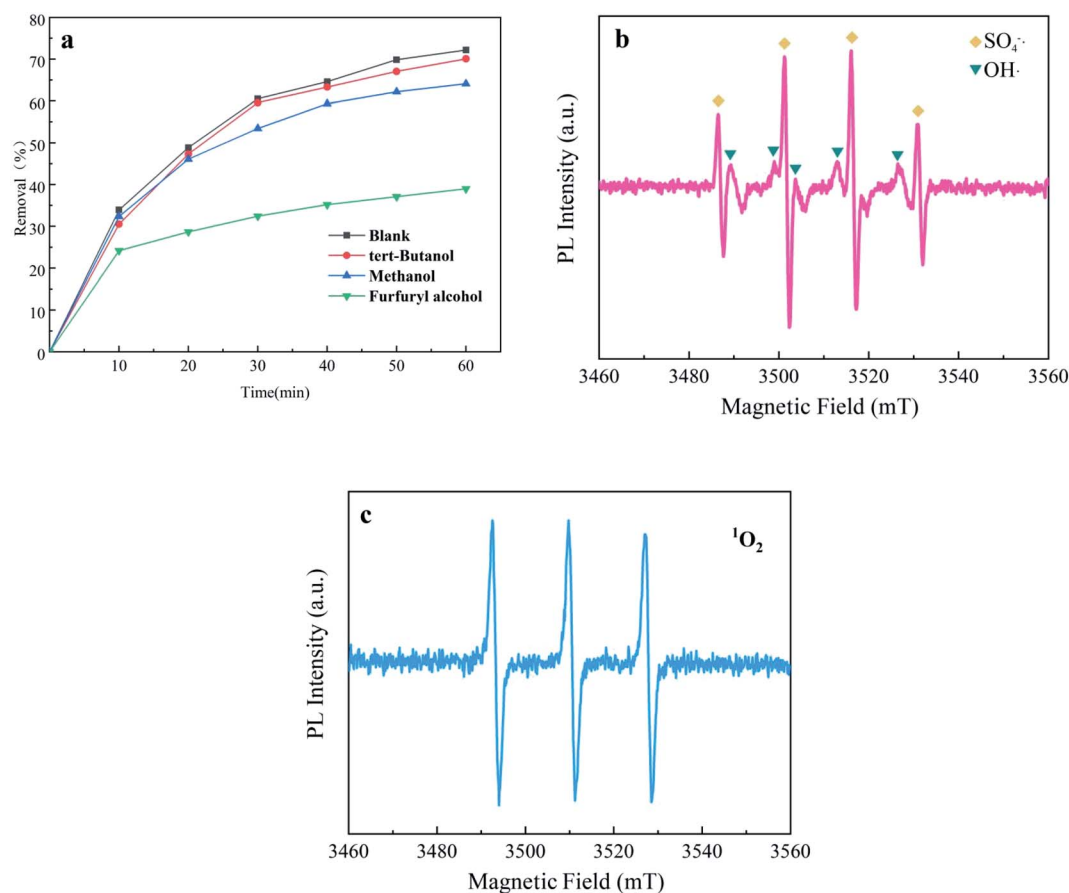 a
80
70
60
50
40
30
20
10
0
Removal (%)
Blank
tert-Butanol
Methanol
Furfuryl alcohol
10 20 30 40 50 60
Time(min)
b
SO₄⁻·
OH·
PL Intensity (a.u.)
3460 3480 3500 3520 3540 3560
Magnetic Field (mT)
c
¹O₂
PL Intensity (a.u.)
3460 3480 3500 3520 3540 3560
Magnetic Field (mT)